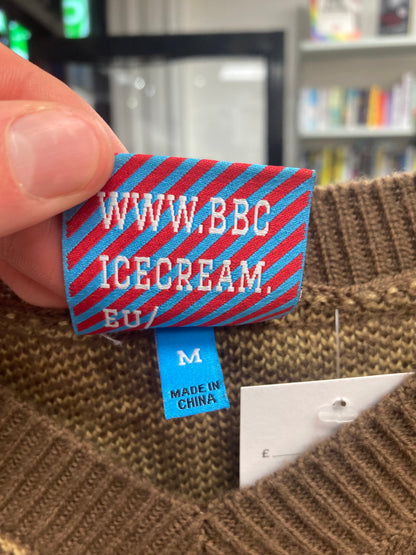 WWW.BBC
ICECREAM.
EU/
M
MADE IN
CHINA
£